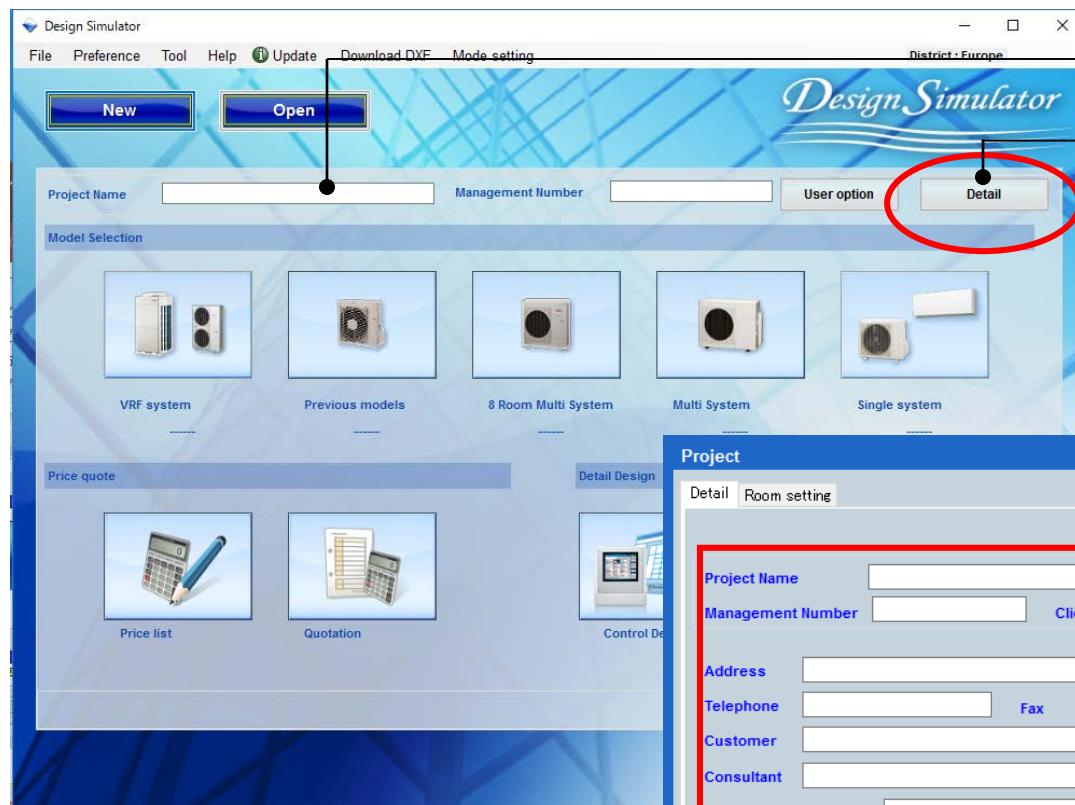 Design Simulator
File Preference Tool Help Update Download DXF Mode setting District : Europe
New Open Design Simulator
Project Name Management Number User option Detail
Model Selection
VRF system Previous models 8 Room Multi System Multi System Single system
------ ------ ------ ------ ------
Price quote Detail Design
Price list Quotation Control De
Project
Detail Room setting
Project Name
Management Number Cli
Address
Telephone Fax
Customer
Consultant